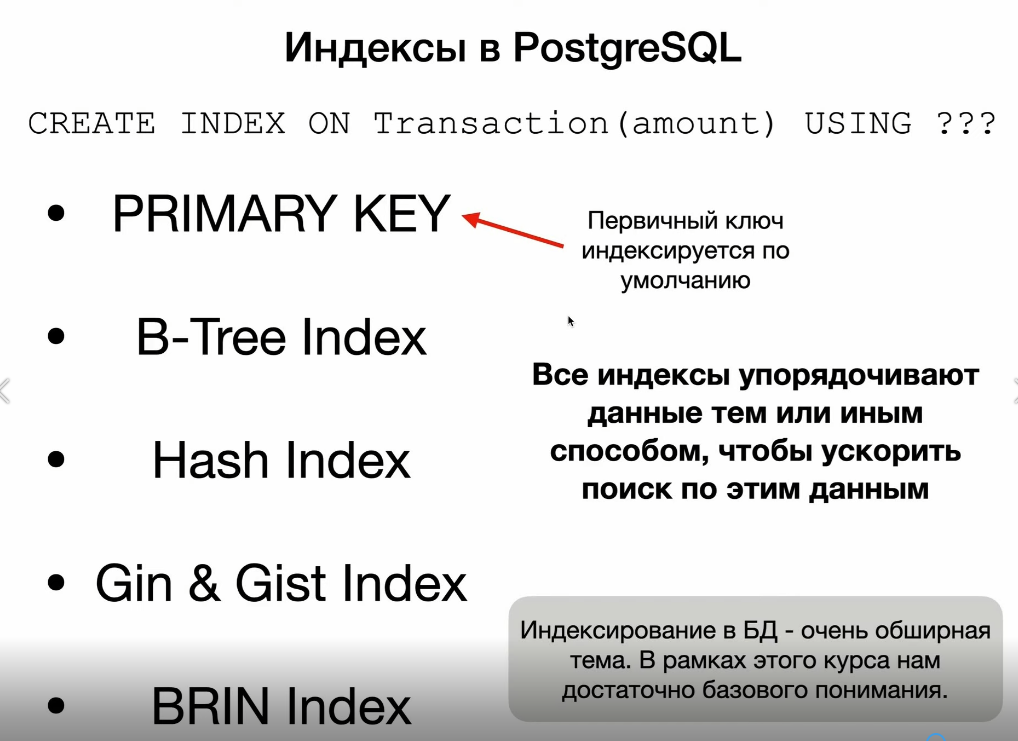 Индексы в PostgreSQL
CREATE INDEX ON Transaction(amount) USING ???
• PRIMARY KEY
Первичный ключ
индексируется по
умолчанию
• B-Tree Index
Все индексы упорядочивают
данные тем или иным
способом, чтобы ускорить
поиск по этим данным
• Hash Index
• Gin & Gist Index
Индексирование в БД - очень обширная
тема. В рамках этого курса нам
достаточно базового понимания.
• BRIN Index